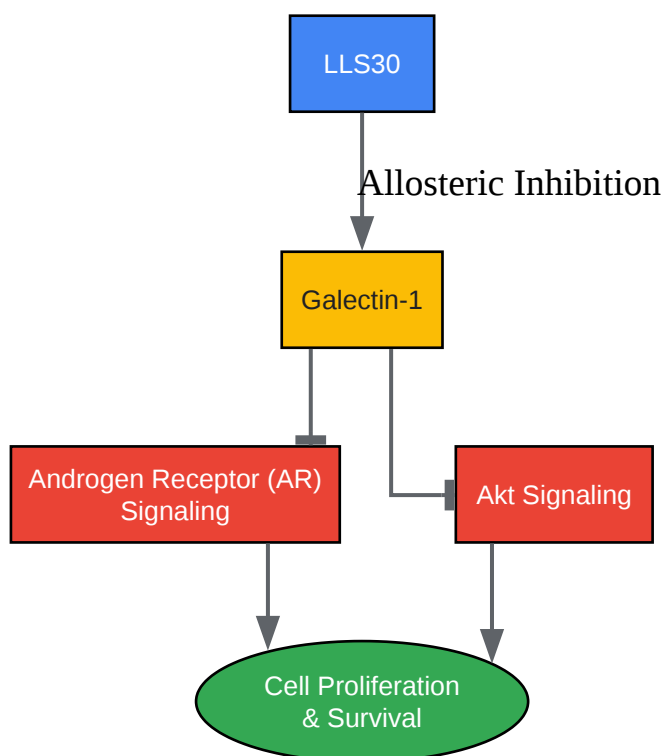 LLS30
Allosteric Inhibition
Galectin-1
Androgen Receptor (AR)
Signaling
Akt Signaling
Cell Proliferation
& Survival